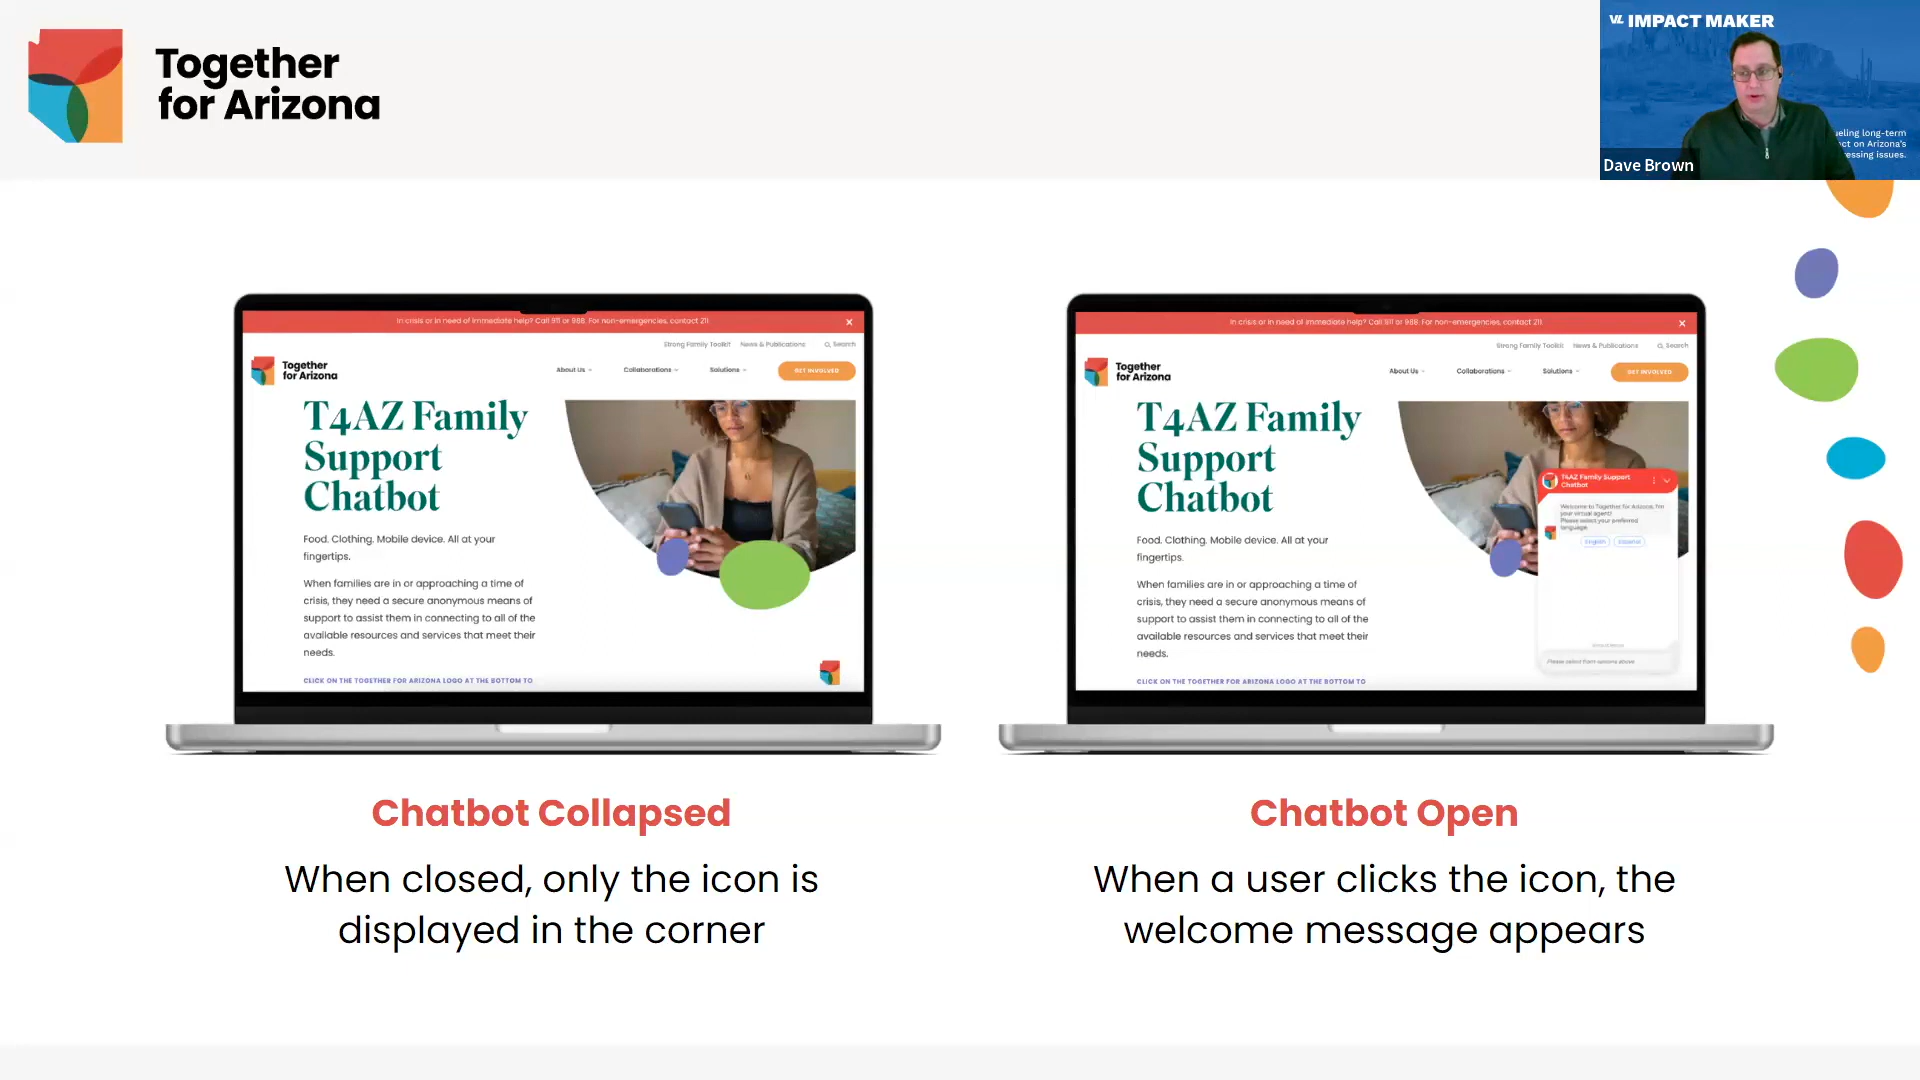 Together
for Arizona
VL IMPACT MAKER
eling long-term
ct on Arizona's
essing issues.
Dave Brown
In crisis or in need of immediate help? Call 911 or 988. For non-emergencies, contact 211
Strong Family Toolkit News & Publications Search
Together
for Arizona
About Us Collaborations Solutions GET INVOLVED
T4AZ Family
Support
Chatbot
Food. Clothing. Mobile device. All at your
fingertips.
When families are in or approaching a time of
crisis, they need a secure anonymous means of
support to assist them in connecting to all of the
available resources and services that meet their
needs.
CLICK ON THE TOGETHER FOR ARIZONA LOGO AT THE BOTTOM TO
In crisis or in need of immediate help? Call 911 or 988. For non-emergencies, contact 211
Strong Family Toolkit News & Publications Search
Together
for Arizona
About Us Collaborations Solutions GET INVOLVED
T4AZ Family
Support
Chatbot
Food. Clothing. Mobile device. All at your
fingertips.
When families are in or approaching a time of
crisis, they need a secure anonymous means of
support to assist them in connecting to all of the
available resources and services that meet their
needs.
CLICK ON THE TOGETHER FOR ARIZONA LOGO AT THE BOTTOM TO
T4AZ Family Support
Chatbot
Welcome to Together for Arizona, I'm
your virtual agent!
Please select your preferred
language.
English Español
Please select from options above
Chatbot Collapsed
When closed, only the icon is
displayed in the corner
Chatbot Open
When a user clicks the icon, the
welcome message appears